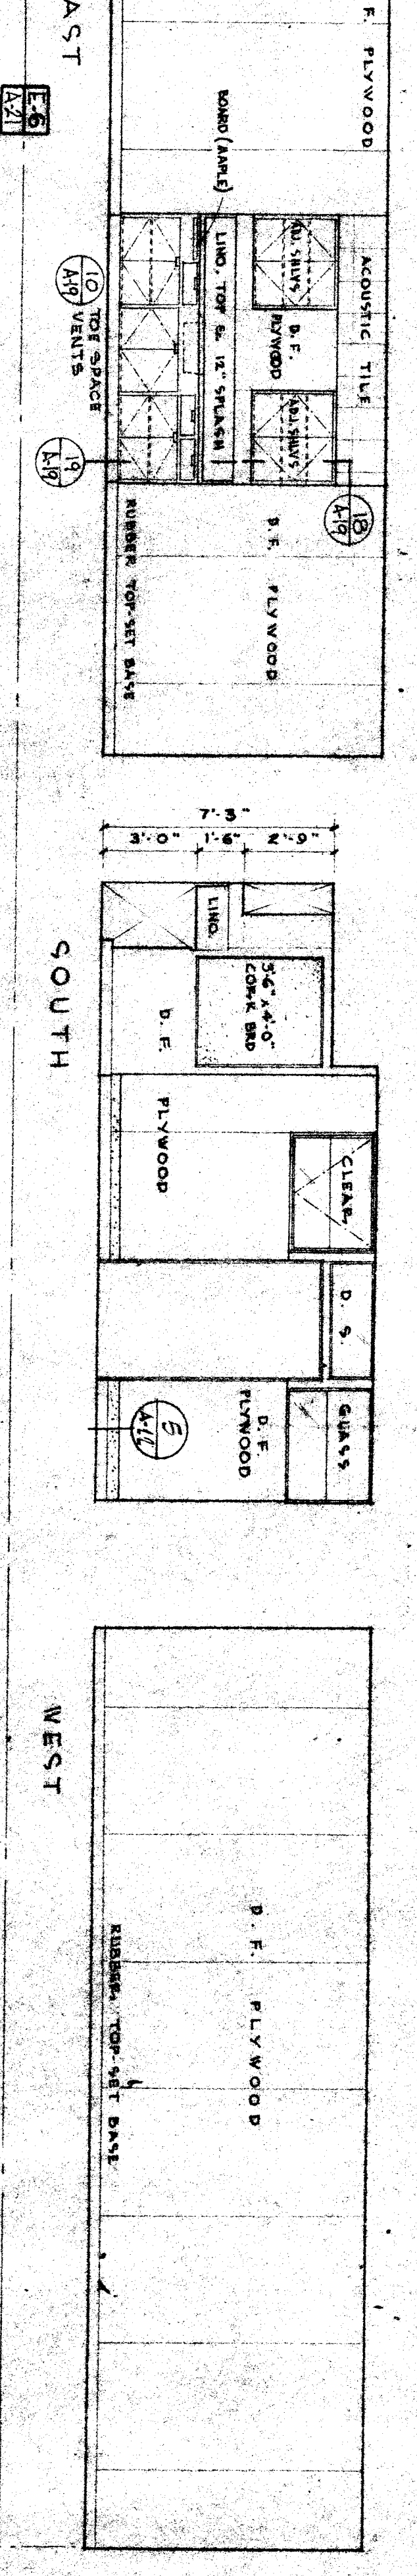 F. PLYWOOD
AST
E-6
A-21
BOARD (MAPLE)
ACOUSTIC TILE
ADJ. SHLVS
D. F.
PLYWOOD
ADJ. SHLVS
LINO. TOP & 12" SPLASH
10
A-19
TOE SPACE
VENTS
19
A-19
18
A-19
D. F. PLYWOOD
RUBBER TOP-SET BASE
7'-3"
3'-0"
1'-6"
2'-9"
LINO.
3'-6" x 4'-0"
CORK BRD
D. F. PLYWOOD
CLEAR
D. S.
GLASS
D. F.
PLYWOOD
5
SOUTH
D. F. PLYWOOD
RUBBER TOP-SET BASE
WEST